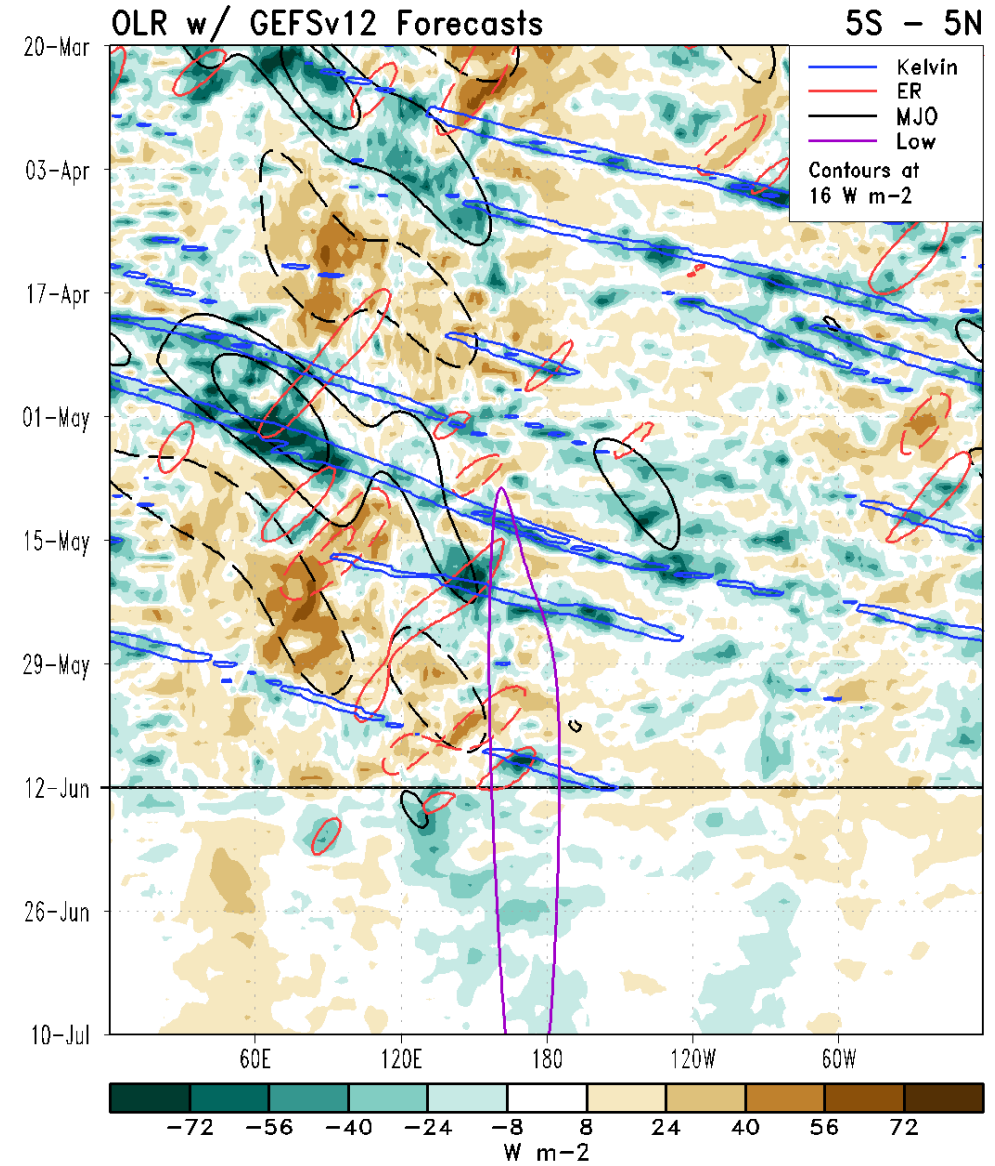 OLR w/ GEFSv12 Forecasts 5S – 5N
Kelvin
ER
MJO
Low
Contours at
16 W m-2
20-Mar
03-Apr
17-Apr
01-May
15-May
29-May
12-Jun
26-Jun
10-Jul
60E 120E 180 120W 60W
-72 -56 -40 -24 -8 8 24 40 56 72
W m-2